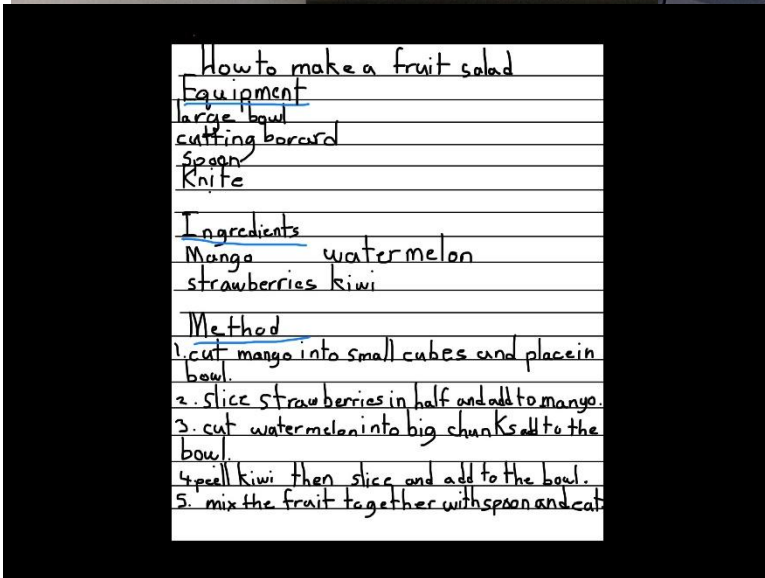 How to make a fruit salad
Equipment
large bowl
cutting borard
spoon
Knife
Ingredients
Mango watermelon
strawberries kiwi
Method
1.cut mango into small cubes and place in
bowl.
2. slice strawberries in half and add to mango.
3. cut watermelon into big chunks add to the
bowl.
4 peell kiwi then slice and add to the bowl.
5. mix the fruit together with spoon and eat